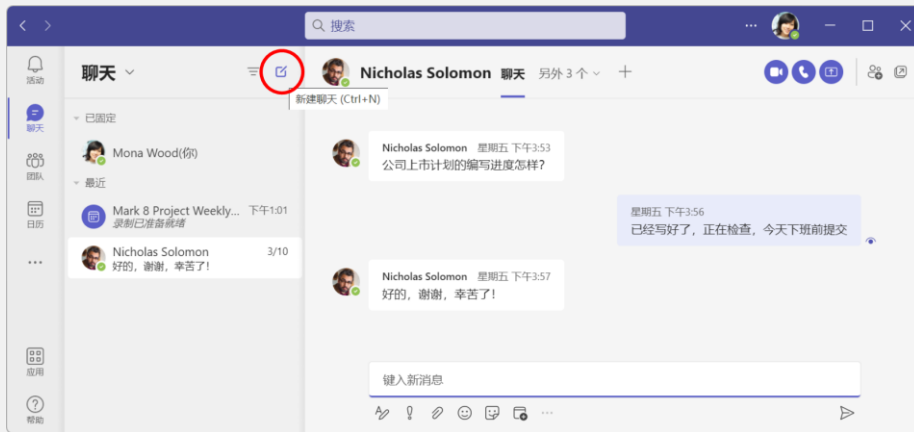 搜索
活动
聊天
团队
日历
应用
帮助
聊天
新建聊天 (Ctrl+N)
已固定
Mona Wood(你)
最近
Mark 8 Project Weekly... 下午1:01
录制已准备就绪
Nicholas Solomon 3/10
好的，谢谢，幸苦了！
Nicholas Solomon 聊天 另外 3 个
Nicholas Solomon 星期五 下午3:53
公司上市计划的编写进度怎样？
星期五 下午3:56
已经写好了，正在检查，今天下班前提交
Nicholas Solomon 星期五 下午3:57
好的，谢谢，幸苦了！
键入新消息